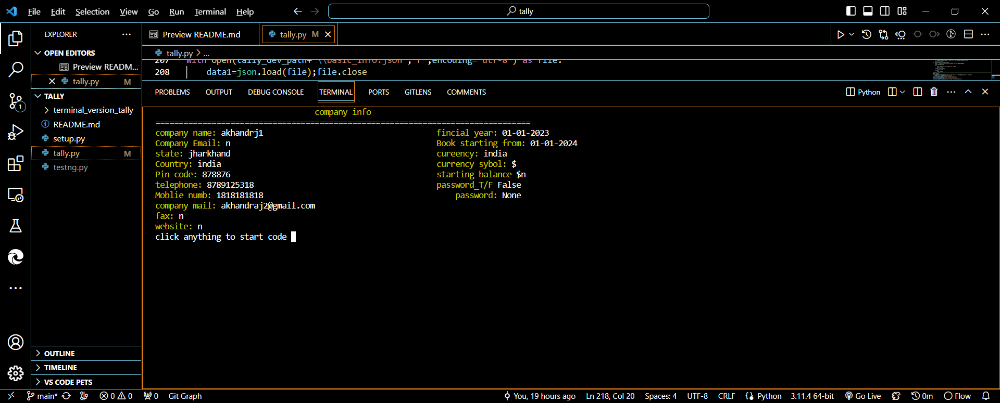 File Edit Selection View Go Run Terminal Help
tally
EXPLORER
OPEN EDITORS
Preview READM...
tally.py M
TALLY
terminal_version_tally
README.md
setup.py
tally.py M
testng.py
OUTLINE
TIMELINE
VS CODE PETS
Preview README.md
tally.py M
tally.py > ...
207 with open(tally_dev_path+"\\basic_info.json","r",encoding="utf-8") as file:
208 data1=json.load(file);file.close
PROBLEMS OUTPUT DEBUG CONSOLE TERMINAL PORTS GITLENS COMMENTS
Python
company info
================================================================================
company name: akhandrj1 fincial year: 01-01-2023
Company Email: n Book starting from: 01-01-2024
state: jharkhand cureency: india
Country: india currency sybol: $
Pin code: 878876 starting balance $n
telephone: 8789125318 password_T/F False
Moblie numb: 1818181818 password: None
company mail: akhandraj2@gmail.com
fax: n
website: n
click anything to start code
1
main* 0 0 0 Git Graph You, 19 hours ago Ln 218, Col 20 Spaces: 4 UTF-8 CRLF Python 3.11.4 64-bit Go Live 0m Flow